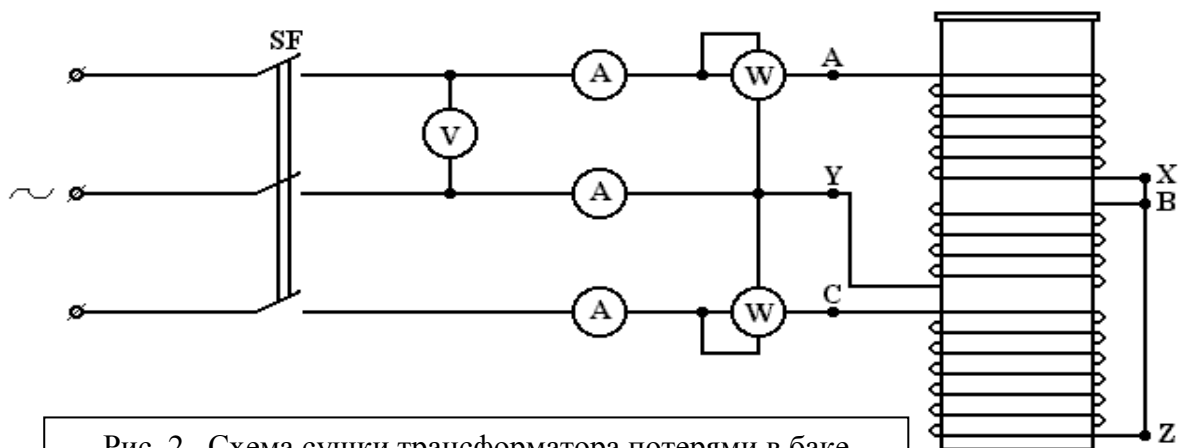 SF
A W A
V
A Y
X
B
A W C
Z
Рис. 2. Схема сушки трансформатора потерями в баке